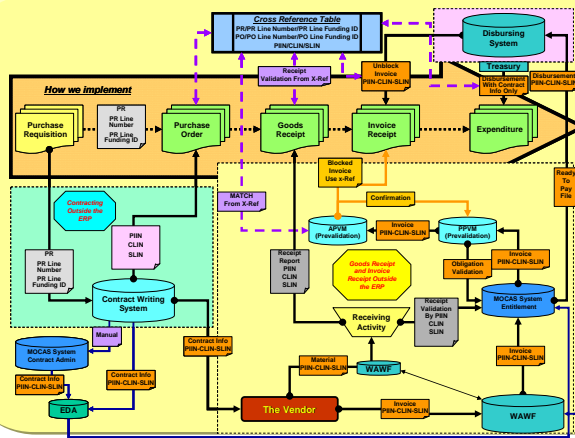 Cross Reference Table
PR/PR Line Number/PR Line Funding ID
PO/PO Line Number/PO Line Funding ID
PIIN/CLIN/SLIN
Disbursing
System
Treasury
Receipt
Validation From X-Ref
Unblock
Invoice
PIIN-CLIN-SLIN
Disbursement
With Contract
Info Only
Disbursement
PIIN-SLIN
How we implement
Purchase
Requisition
PR
PR Line
Number
PR Line
Funding ID
Purchase
Order
Goods
Receipt
Invoice
Receipt
Expenditure
Contracting
Outside the
ERP
MATCH
From X-Ref
Blocked
Invoice
Use x-Ref
Confirmation
Ready
To
Pay
File
APVM
(Prevalidation)
Invoice
PIIN-CLIN-SLIN
PPVM
(Prevalidation)
PR
PR Line
Number
PR Line
Funding ID
PIIN
CLIN
SLIN
Receipt
Report
PIIN
CLIN
SLIN
Goods Receipt
and Invoice
Receipt Outside
the ERP
Obligation
Validation
Invoice
PIIN-CLIN-SLIN
Contract Writing
System
Receiving
Activity
Receipt
Validation
By PIIN
CLIN
SLIN
MOCAS System
Entitlement
Manual
MOCAS System
Contract Admin
Contract Info
PIIN-CLIN-SLIN
Contract Info
PIIN-CLIN-SLIN
Contract Info
PIIN-CLIN-SLIN
Material
PIIN-CLIN-SLIN
WAWF
Invoice
PIIN-CLIN-SLIN
EDA
The Vendor
Invoice
PIIN-CLIN-SLIN
WAWF